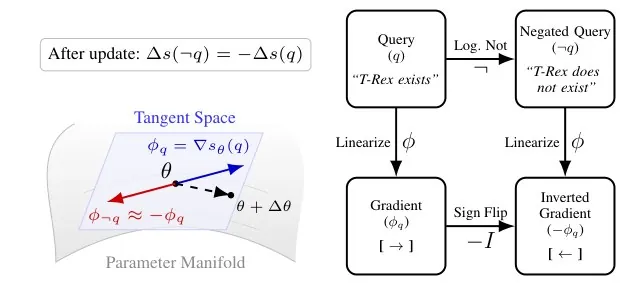 After update: Δs(¬q) = −Δs(q)
Tangent Space
ϕ_q = ∇s_θ(q)
θ
θ + Δθ
ϕ_¬q ≈ −ϕ_q
Parameter Manifold
Query
(q)
“T-Rex exists”
Log. Not
¬
Negated Query
(¬q)
“T-Rex does
not exist”
Linearize ϕ
Linearize ϕ
Gradient
(ϕ_q)
[ → ]
Sign Flip
−I
Inverted
Gradient
(−ϕ_q)
[ ← ]